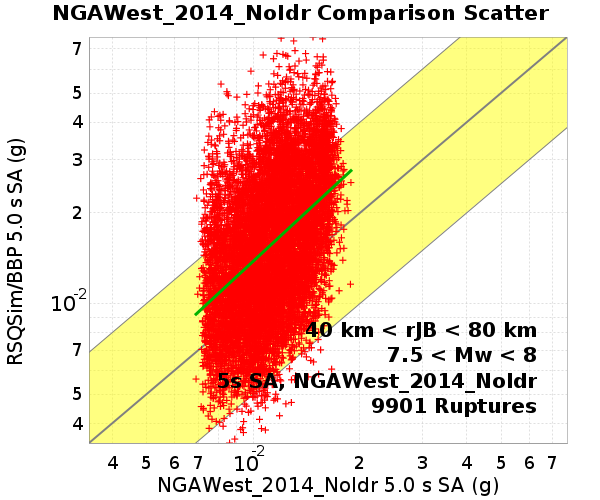 NGAWest_2014_NoIdr Comparison Scatter
RSQSim/BBP 5.0 s SA (g)
7
5
4
3
2
10-2
7
5
4
40 km < rJB < 80 km
7.5 < Mw < 8
5s SA, NGAWest_2014_NoIdr
9901 Ruptures
4 5 6 7 10-2 2 3 4 5 6 7
NGAWest_2014_NoIdr 5.0 s SA (g)